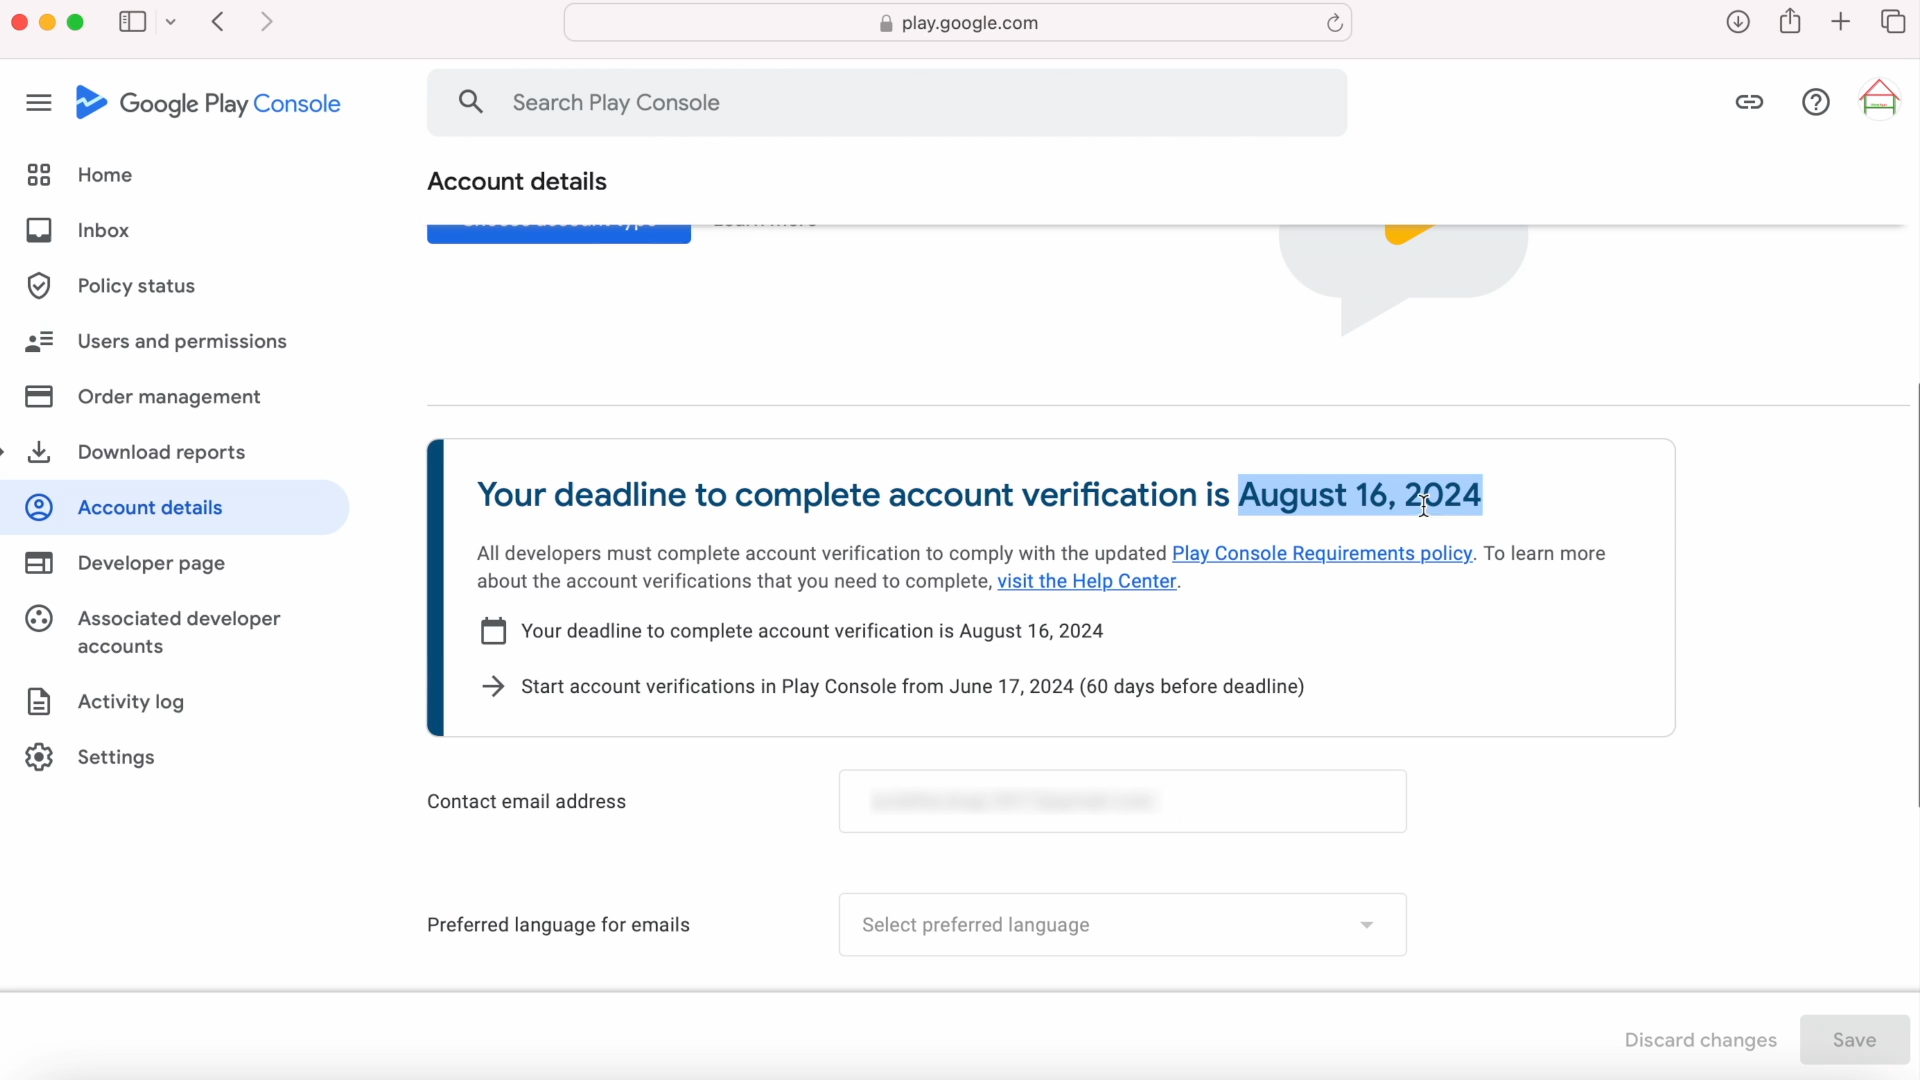 play.google.com
Google Play Console
Search Play Console
Home
Inbox
Policy status
Users and permissions
Order management
Download reports
Account details
Developer page
Associated developer
accounts
Activity log
Settings
Account details
Your deadline to complete account verification is August 16, 2024
All developers must complete account verification to comply with the updated Play Console Requirements policy. To learn more
about the account verifications that you need to complete, visit the Help Center.
Your deadline to complete account verification is August 16, 2024
Start account verifications in Play Console from June 17, 2024 (60 days before deadline)
Contact email address
Preferred language for emails
Select preferred language
Discard changes
Save